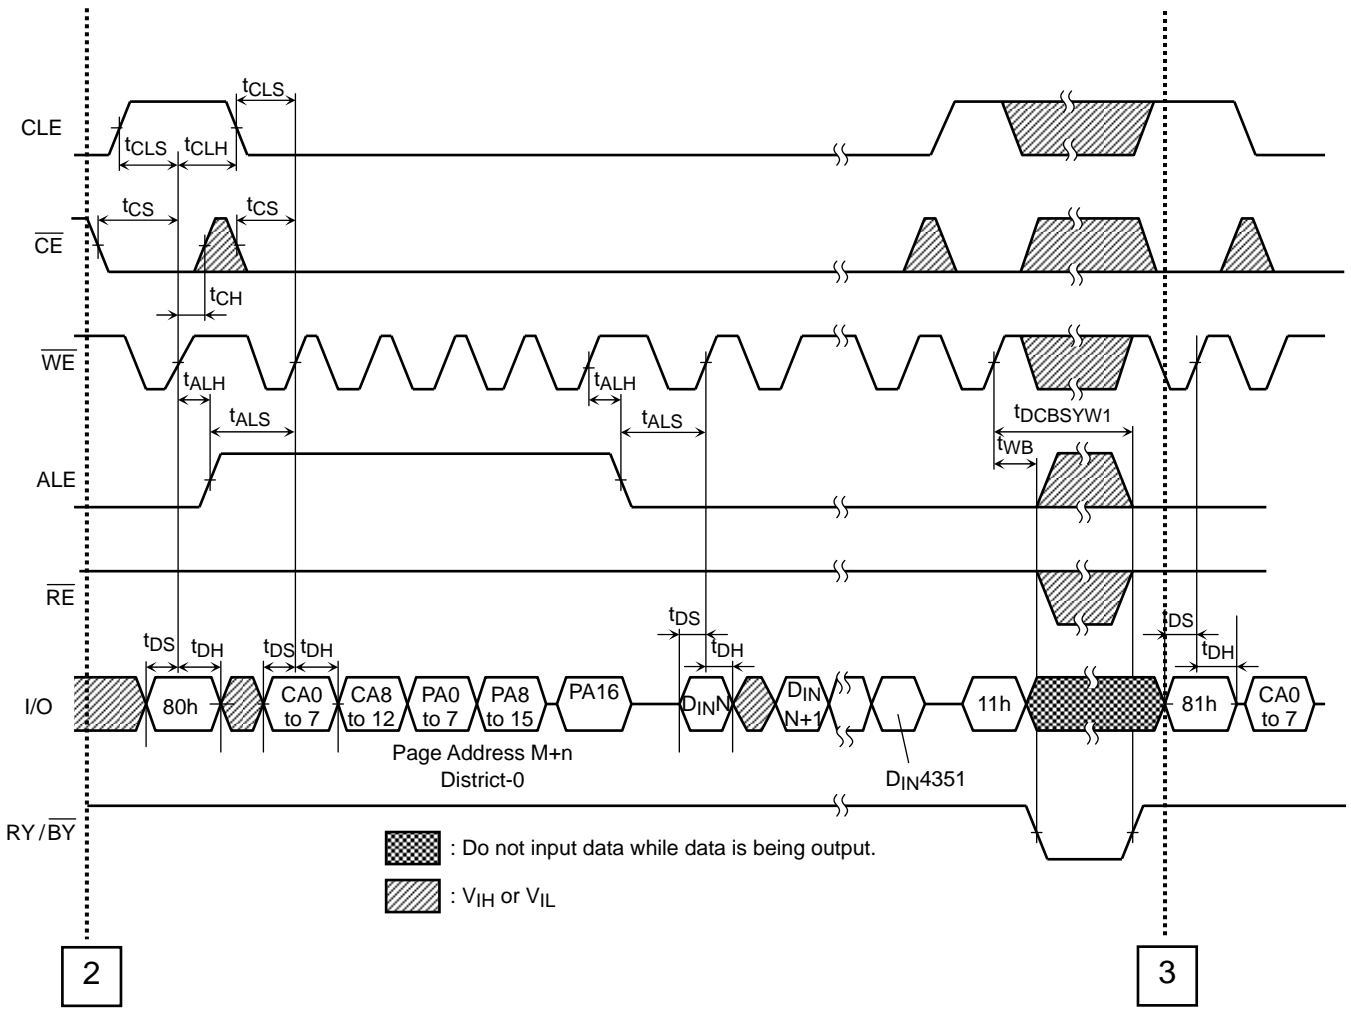 tCLS
CLE
tCLS
tCLH
tCS
tCS
CE
tCH
WE
tALH
tALS
tALH
tALS
tDCBSYW1
tWB
ALE
RE
tDS
tDH
tDS
tDH
tDS
tDH
tDS
tDH
I/O
80h
CA0 to 7
CA8 to 12
PA0 to 7
PA8 to 15
PA16
DINN
DIN N+1
11h
81h
CA0 to 7
Page Address M+n
District-0
DIN4351
RY/BY
: Do not input data while data is being output.
: VIH or VIL
2
3